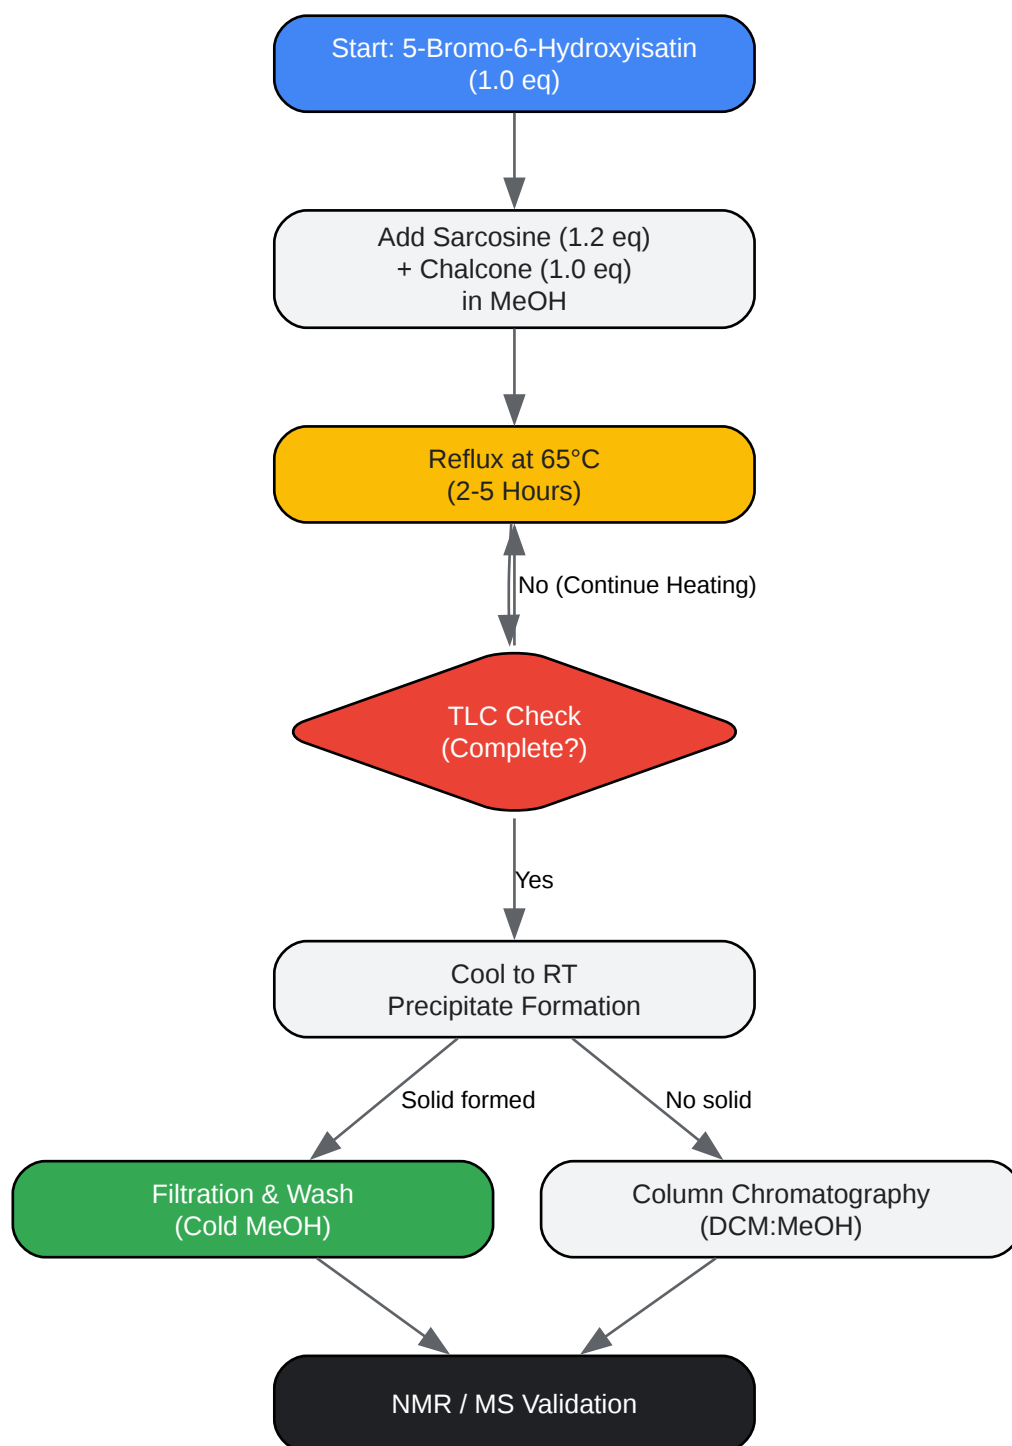 Start: 5-Bromo-6-Hydroxyisatin
(1.0 eq)
Add Sarcosine (1.2 eq)
+ Chalcone (1.0 eq)
in MeOH
Reflux at 65°C
(2-5 Hours)
No (Continue Heating)
TLC Check
(Complete?)
Yes
Cool to RT
Precipitate Formation
Solid formed
No solid
Filtration & Wash
(Cold MeOH)
Column Chromatography
(DCM:MeOH)
NMR / MS Validation